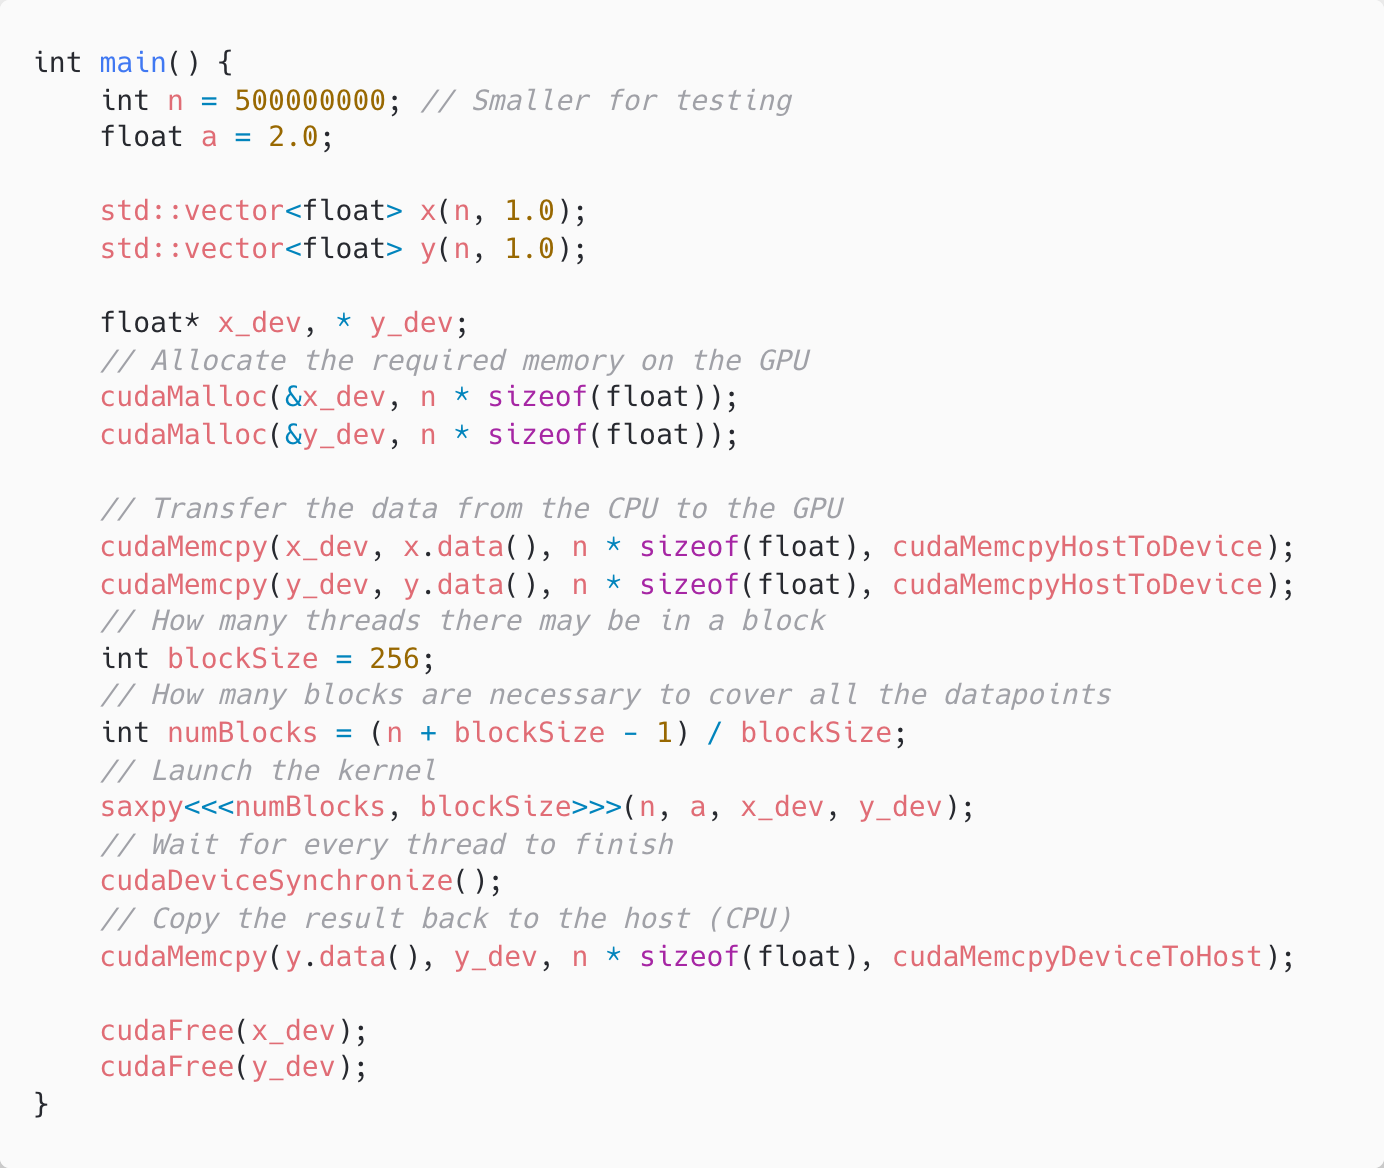 int main() {
    int n = 500000000; // Smaller for testing
    float a = 2.0;

    std::vector<float> x(n, 1.0);
    std::vector<float> y(n, 1.0);

    float* x_dev, * y_dev;
    // Allocate the required memory on the GPU
    cudaMalloc(&x_dev, n * sizeof(float));
    cudaMalloc(&y_dev, n * sizeof(float));

    // Transfer the data from the CPU to the GPU
    cudaMemcpy(x_dev, x.data(), n * sizeof(float), cudaMemcpyHostToDevice);
    cudaMemcpy(y_dev, y.data(), n * sizeof(float), cudaMemcpyHostToDevice);
    // How many threads there may be in a block
    int blockSize = 256;
    // How many blocks are necessary to cover all the datapoints
    int numBlocks = (n + blockSize - 1) / blockSize;
    // Launch the kernel
    saxpy<<<numBlocks, blockSize>>>(n, a, x_dev, y_dev);
    // Wait for every thread to finish
    cudaDeviceSynchronize();
    // Copy the result back to the host (CPU)
    cudaMemcpy(y.data(), y_dev, n * sizeof(float), cudaMemcpyDeviceToHost);

    cudaFree(x_dev);
    cudaFree(y_dev);
}